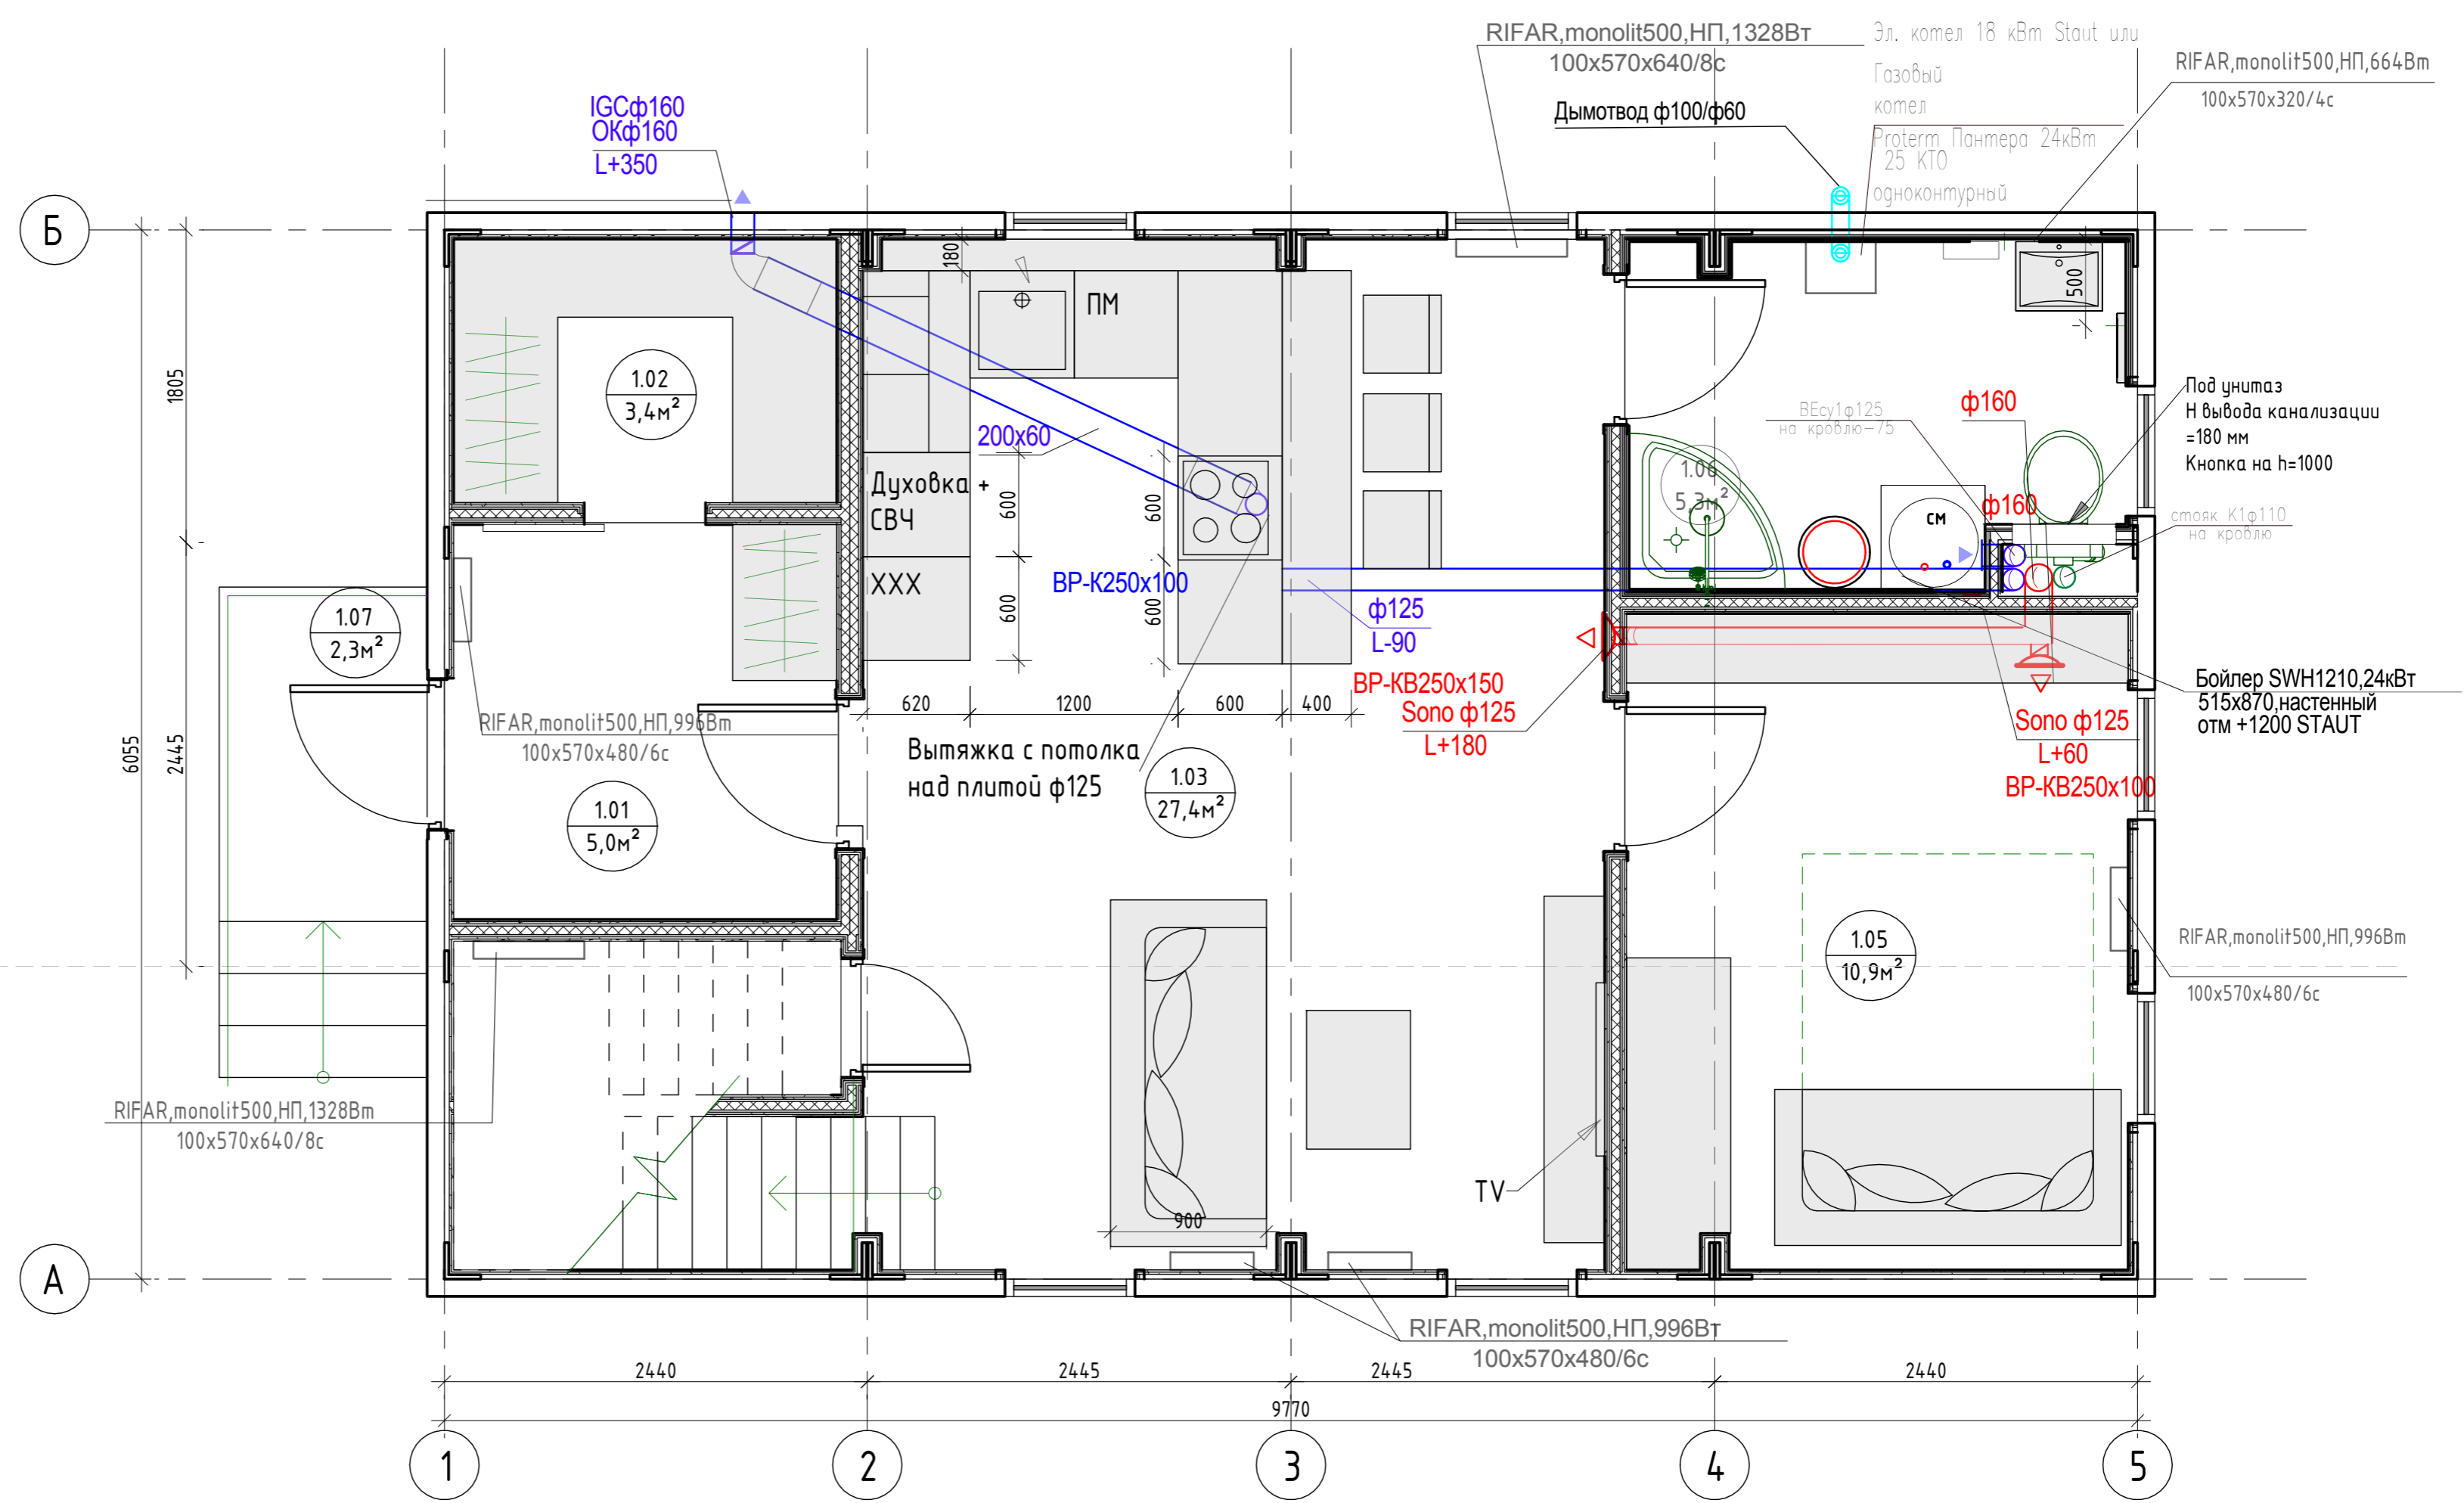 RIFAR,monolit500,НП,1328Вт
100х570х640/8с
Эл. котел 18 кВт Staut или
Газовый
котел
Proterm Пантера 24кВт
25 КТО
одноконтурный
RIFAR,monolit500,НП,664Вт
100х570х320/4с
Дымотвод ф100/ф60
IGCф160
ОКф160
L+350
Б
180
ПМ
500
1805
1.02
3,4м²
200х60
Духовка +
СВЧ
600
600
ХХХ
600
600
ВР-К250х100
ф125
L-90
1.06
5,3м²
ВЕсу1ф125
на кровлю-75
ф160
ф160
СМ
Под унитаз
Н вывода канализации
=180 мм
Кнопка на h=1000
стояк К1ф110
на кровлю
1.07
2,3м²
6055
2445
RIFAR,monolit500,НП,996Вт
100х570х480/6с
620
1200
600
400
ВР-КВ250х150
Sono ф125
L+180
Бойлер SWH1210,24кВт
515х870,настенный
отм +1200 STAUT
Sono ф125
L+60
ВР-КВ250х100
Вытяжка с потолка
над плитой ф125
1.03
27,4м²
1.01
5,0м²
1.05
10,9м²
RIFAR,monolit500,НП,996Вт
100х570х480/6с
RIFAR,monolit500,НП,1328Вт
100х570х640/8с
TV
900
А
RIFAR,monolit500,НП,996Вт
100х570х480/6с
2440
2445
2445
2440
9770
1
2
3
4
5